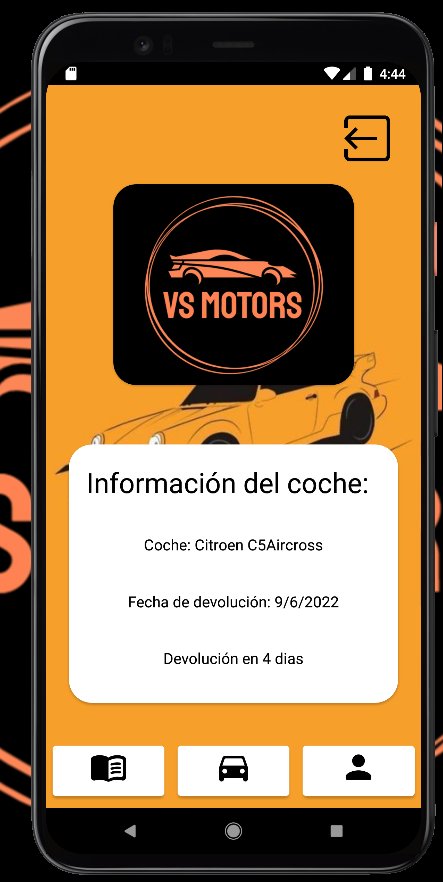 4:44
VS MOTORS
Información del coche:
Coche: Citroen C5Aircross
Fecha de devolución: 9/6/2022
Devolución en 4 dias